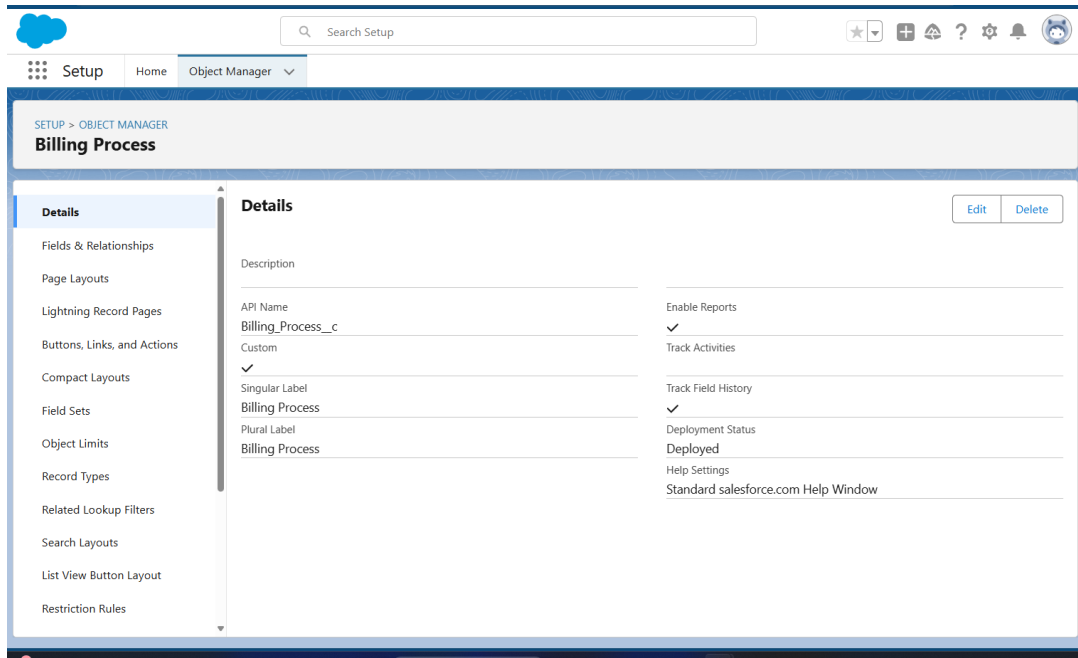 Search Setup
Setup
Home
Object Manager
SETUP > OBJECT MANAGER
Billing Process
Details
Fields & Relationships
Page Layouts
Lightning Record Pages
Buttons, Links, and Actions
Compact Layouts
Field Sets
Object Limits
Record Types
Related Lookup Filters
Search Layouts
List View Button Layout
Restriction Rules
Details
Edit
Delete
Description
API Name
Billing_Process__c
Custom
Singular Label
Billing Process
Plural Label
Billing Process
Enable Reports
Track Activities
Track Field History
Deployment Status
Deployed
Help Settings
Standard salesforce.com Help Window